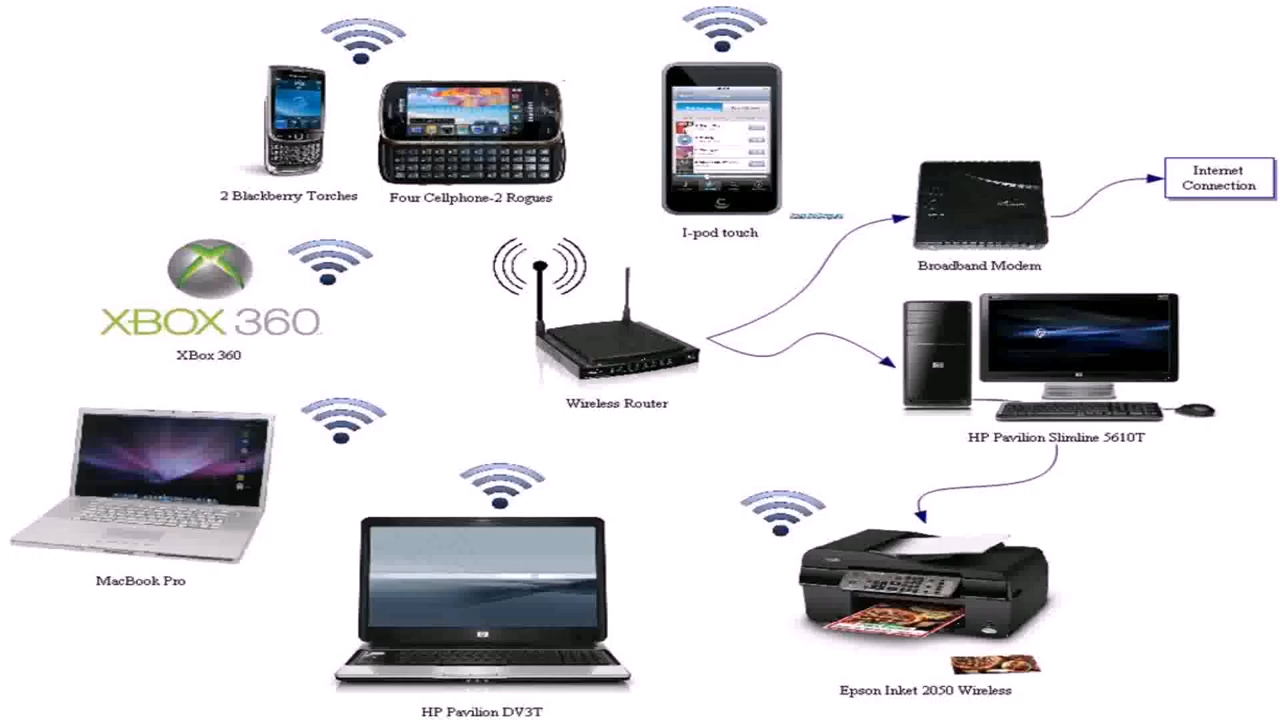 2 Blackberry Torches
Four Cellphone-2 Rogues
I-pod touch
Internet
Connection
Broadband Modem
XBOX 360
XBox 360
Wireless Router
HP Pavilion Slimline 5610T
MacBook Pro
HP Pavilion DV3T
Epson Inket 2050 Wireless